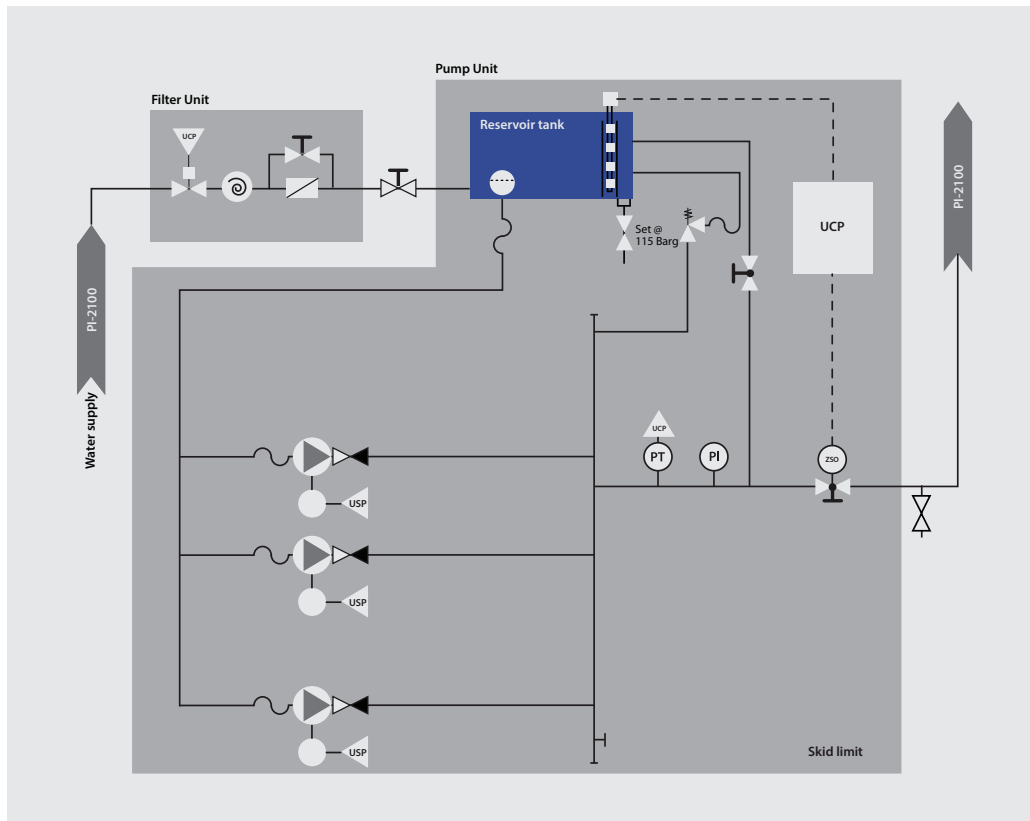 Pump Unit
Filter Unit
UCP
Reservoir tank
Set @
115 Barg
UCP
PI-2100
PI-2100
Water supply
UCP
PT
PI
ZSO
USP
USP
USP
Skid limit